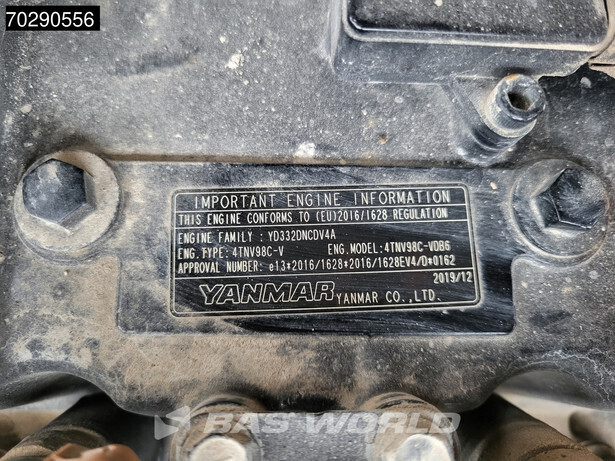 70290556
IMPORTANT ENGINE INFORMATION
THIS ENGINE CONFORMS TO (EU)2016/1628 REGULATION
ENGINE FAMILY : YD332DNCDV4A
ENG.TYPE: 4TNV98C-V ENG.MODEL: 4TNV98C-VDB6
APPROVAL NUMBER: e13*2016/1628*2016/1628EV4/D*0162
2019/12
YANMAR YANMAR CO.,LTD.
BAS WORLD